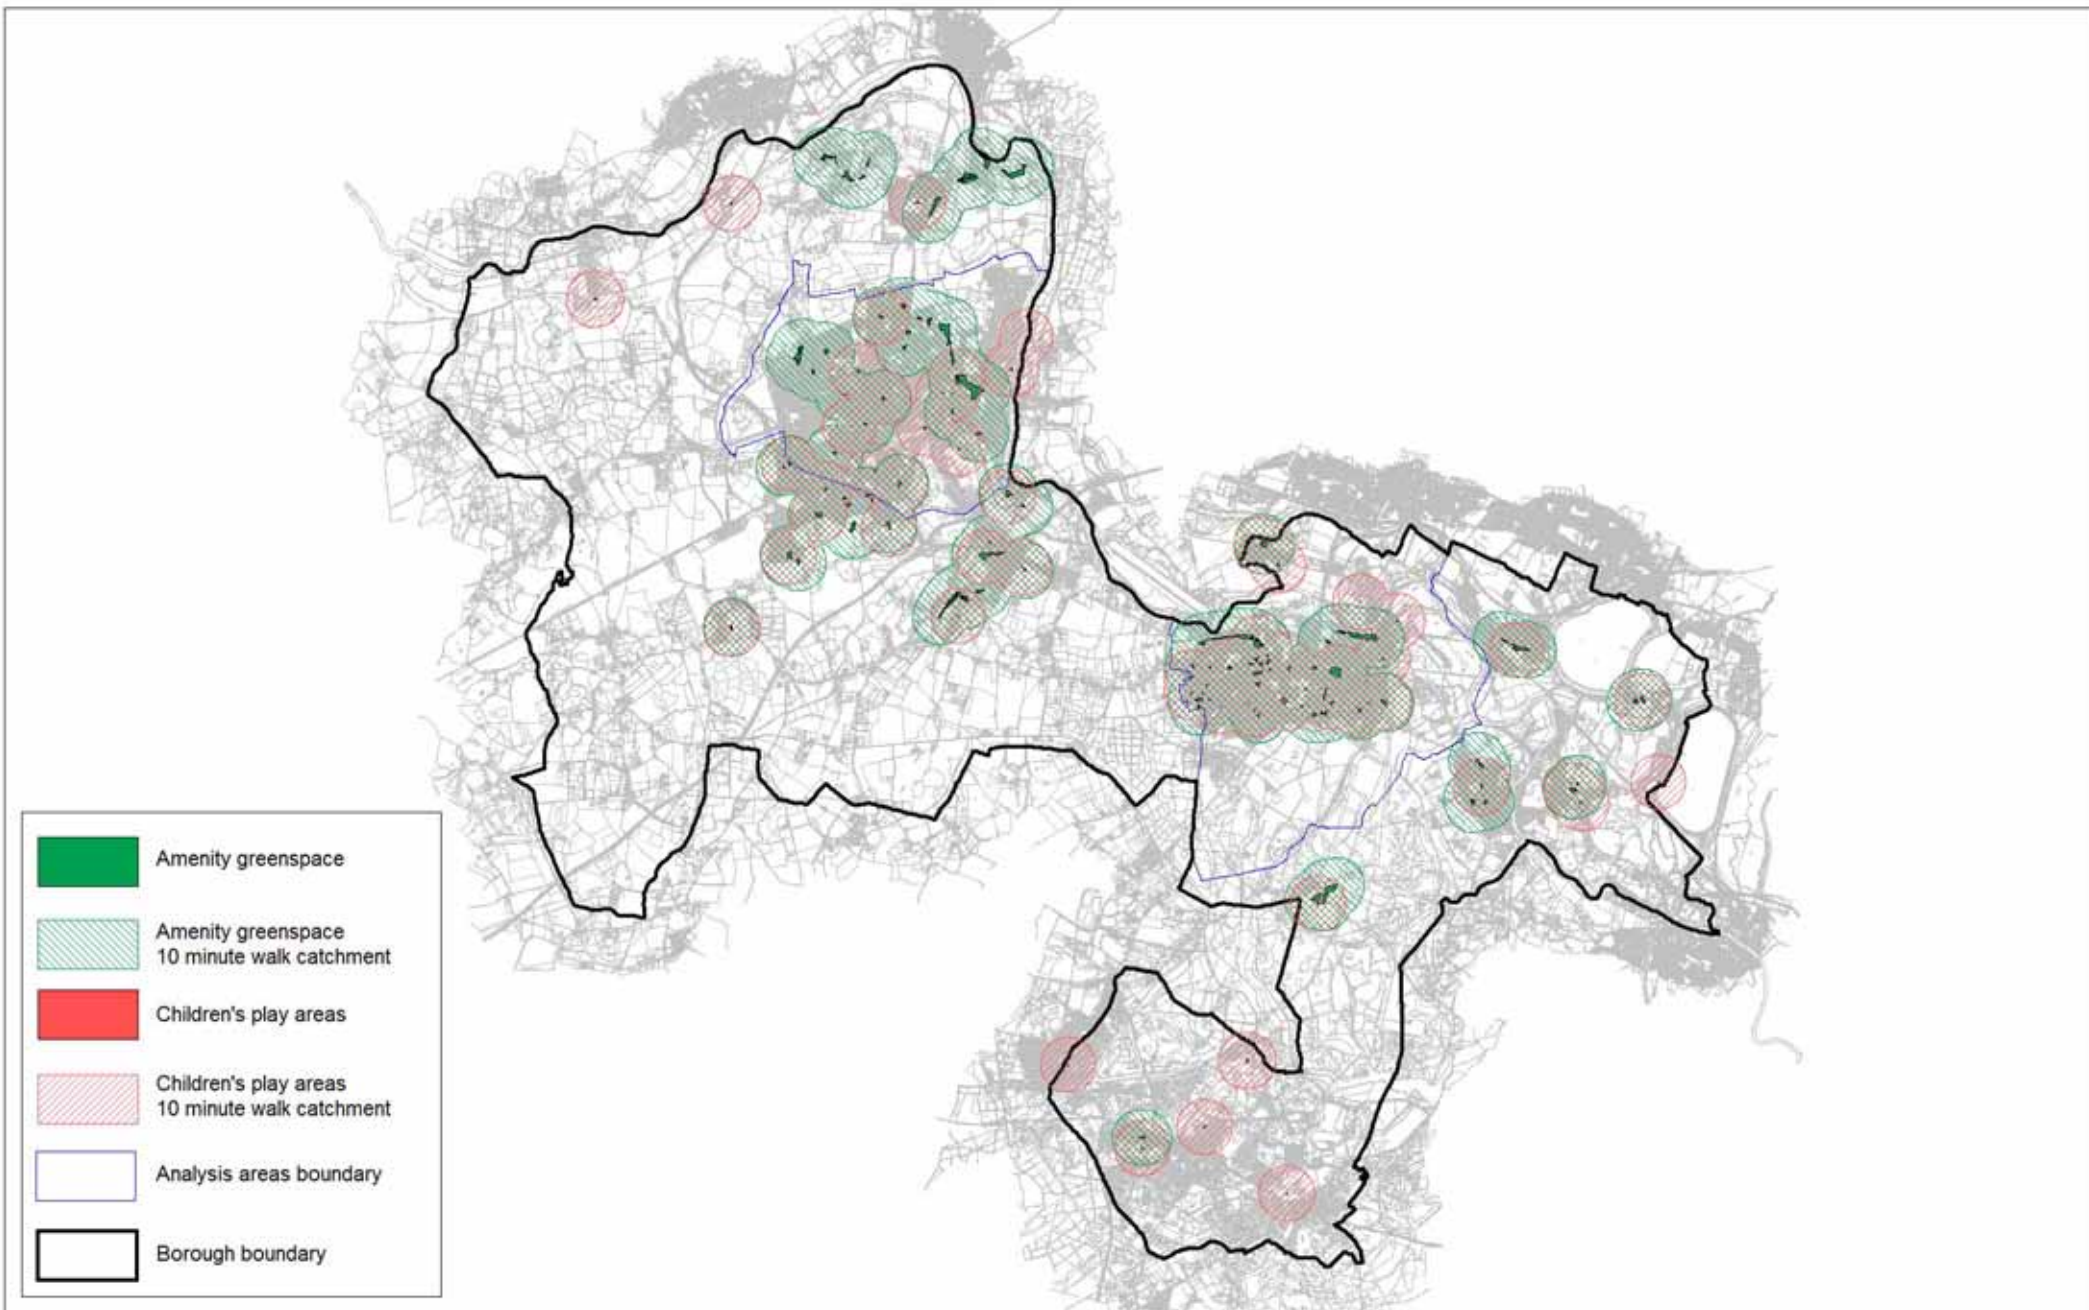 Amenity greenspace
Amenity greenspace
10 minute walk catchment
Children's play areas
Children's play areas
10 minute walk catchment
Analysis areas boundary
Borough boundary